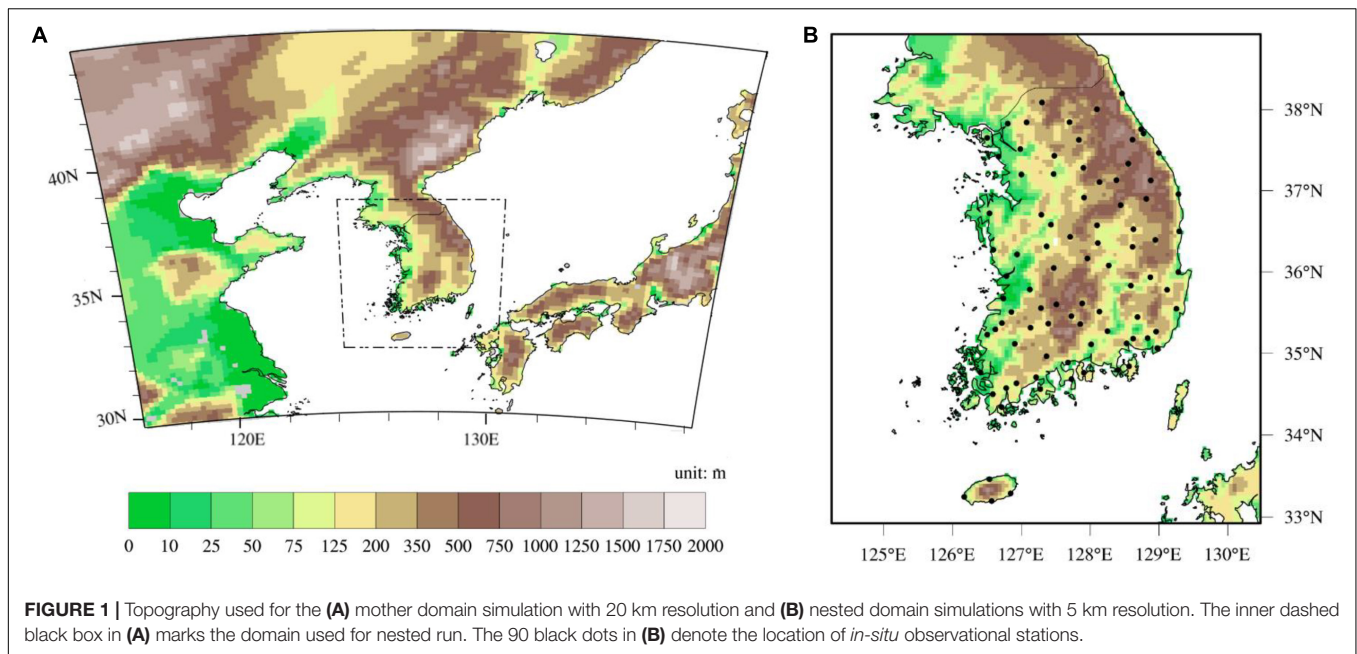 A
B
40N
35N
30N
120E
130E
unit: m
0 10 25 50 75 125 200 350 500 750 1000 1250 1500 1750 2000
38°N
37°N
36°N
35°N
34°N
33°N
125°E 126°E 127°E 128°E 129°E 130°E
FIGURE 1 | Topography used for the (A) mother domain simulation with 20 km resolution and (B) nested domain simulations with 5 km resolution. The inner dashed
black box in (A) marks the domain used for nested run. The 90 black dots in (B) denote the location of in-situ observational stations.